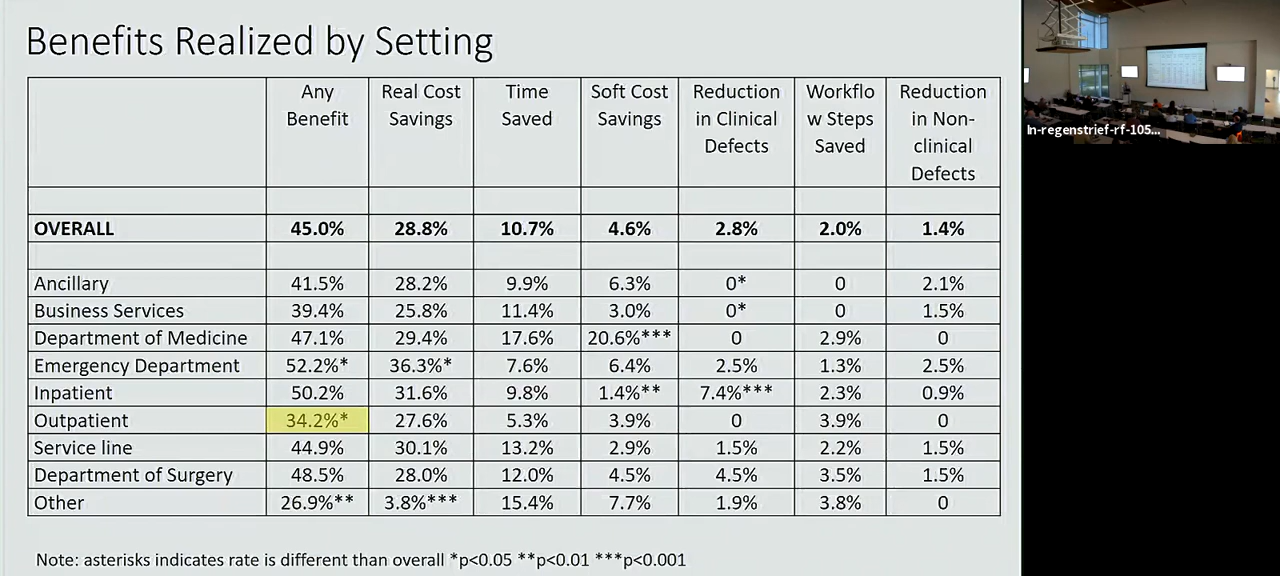 Benefits Realized by Setting
Any Benefit | Real Cost Savings | Time Saved | Soft Cost Savings | Reduction in Clinical Defects | Workflo w Steps Saved | Reduction in Non-clinical Defects
OVERALL 45.0% 28.8% 10.7% 4.6% 2.8% 2.0% 1.4%
Ancillary 41.5% 28.2% 9.9% 6.3% 0* 0 2.1%
Business Services 39.4% 25.8% 11.4% 3.0% 0* 0 1.5%
Department of Medicine 47.1% 29.4% 17.6% 20.6%*** 0 2.9% 0
Emergency Department 52.2%* 36.3%* 7.6% 6.4% 2.5% 1.3% 2.5%
Inpatient 50.2% 31.6% 9.8% 1.4%** 7.4%*** 2.3% 0.9%
Outpatient 34.2%* 27.6% 5.3% 3.9% 0 3.9% 0
Service line 44.9% 30.1% 13.2% 2.9% 1.5% 2.2% 1.5%
Department of Surgery 48.5% 28.0% 12.0% 4.5% 4.5% 3.5% 1.5%
Other 26.9%** 3.8%*** 15.4% 7.7% 1.9% 3.8% 0
Note: asterisks indicates rate is different than overall *p<0.05 **p<0.01 ***p<0.001
In-regenstrief-rf-105...